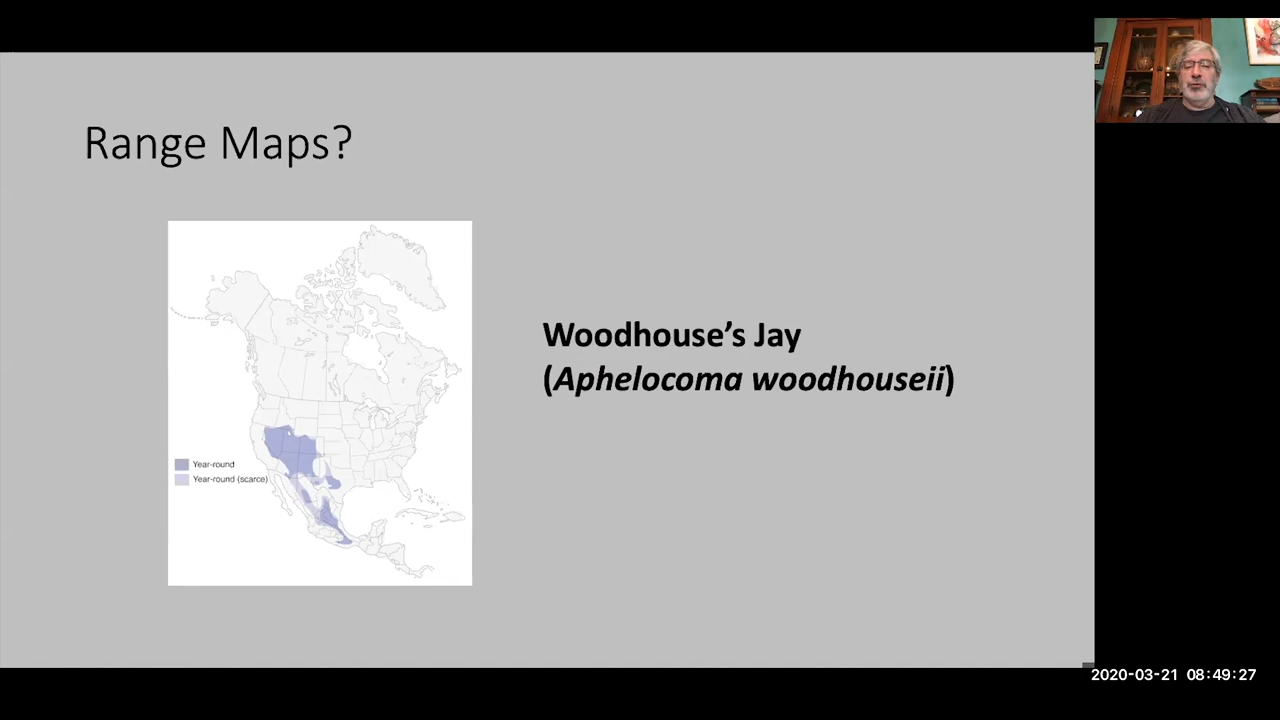 Range Maps?
Year-round
Year-round (scarce)
Woodhouse’s Jay
(Aphelocoma woodhouseii)
2020-03-21 08:49:27